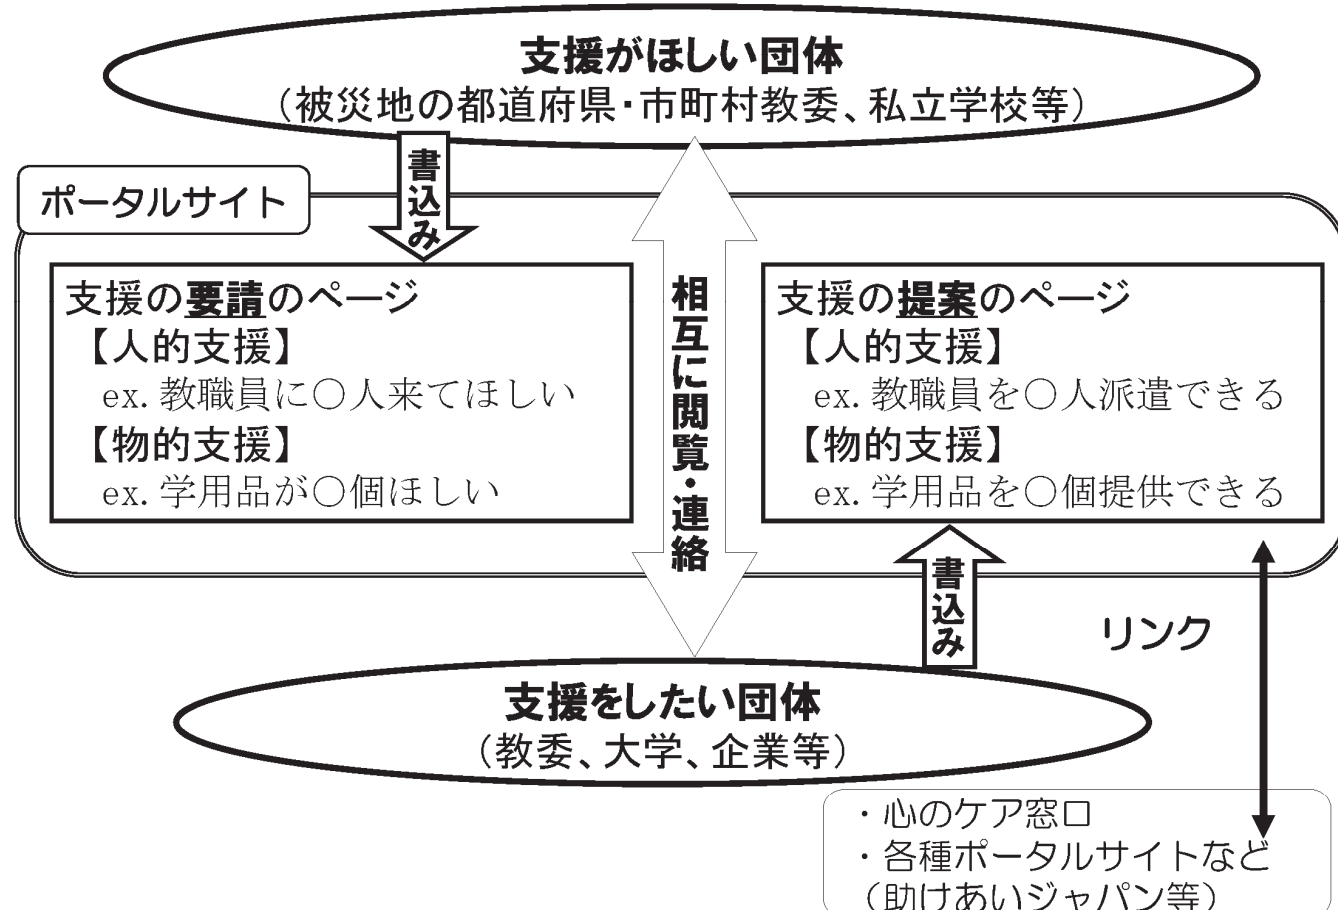 支援がほしい団体
（被災地の都道府県・市町村教委、私立学校等）
書込み
ポータルサイト
支援の要請のページ
【人的支援】
ex. 教職員に○人来てほしい
【物的支援】
ex. 学用品が○個ほしい
相互に閲覧・連絡
支援の提案のページ
【人的支援】
ex. 教職員を○人派遣できる
【物的支援】
ex. 学用品を○個提供できる
書込み
リンク
支援をしたい団体
（教委、大学、企業等）
・心のケア窓口
・各種ポータルサイトなど
（助けあいジャパン等）